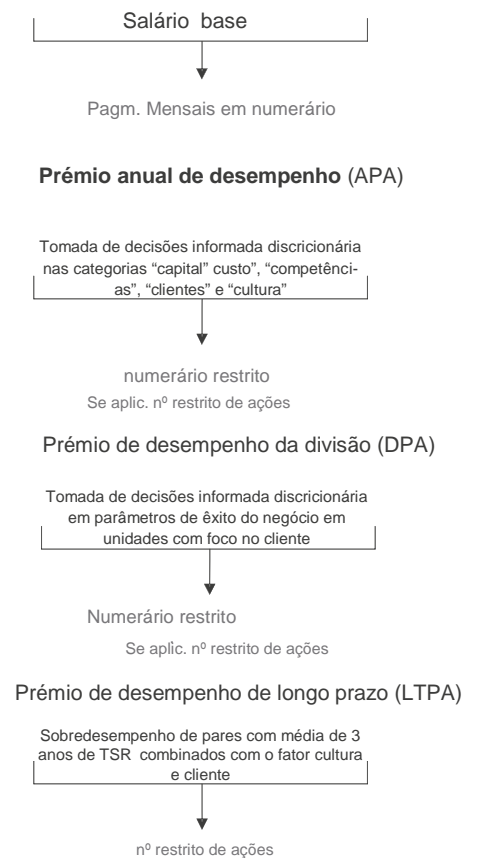 Salário base
Pagm. Mensais em numerário
Prémio anual de desempenho (APA)
Tomada de decisões informada discricionária
nas categorias “capital” custo”, “competênci-
as”, “clientes” e “cultura”
numerário restrito
Se aplic. nº restrito de ações
Prémio de desempenho da divisão (DPA)
Tomada de decisões informada discricionária
em parâmetros de êxito do negócio em
unidades com foco no cliente
Numerário restrito
Se aplic. nº restrito de ações
Prémio de desempenho de longo prazo (LTPA)
Sobredesempenho de pares com média de 3
anos de TSR combinados com o fator cultura
e cliente
nº restrito de ações